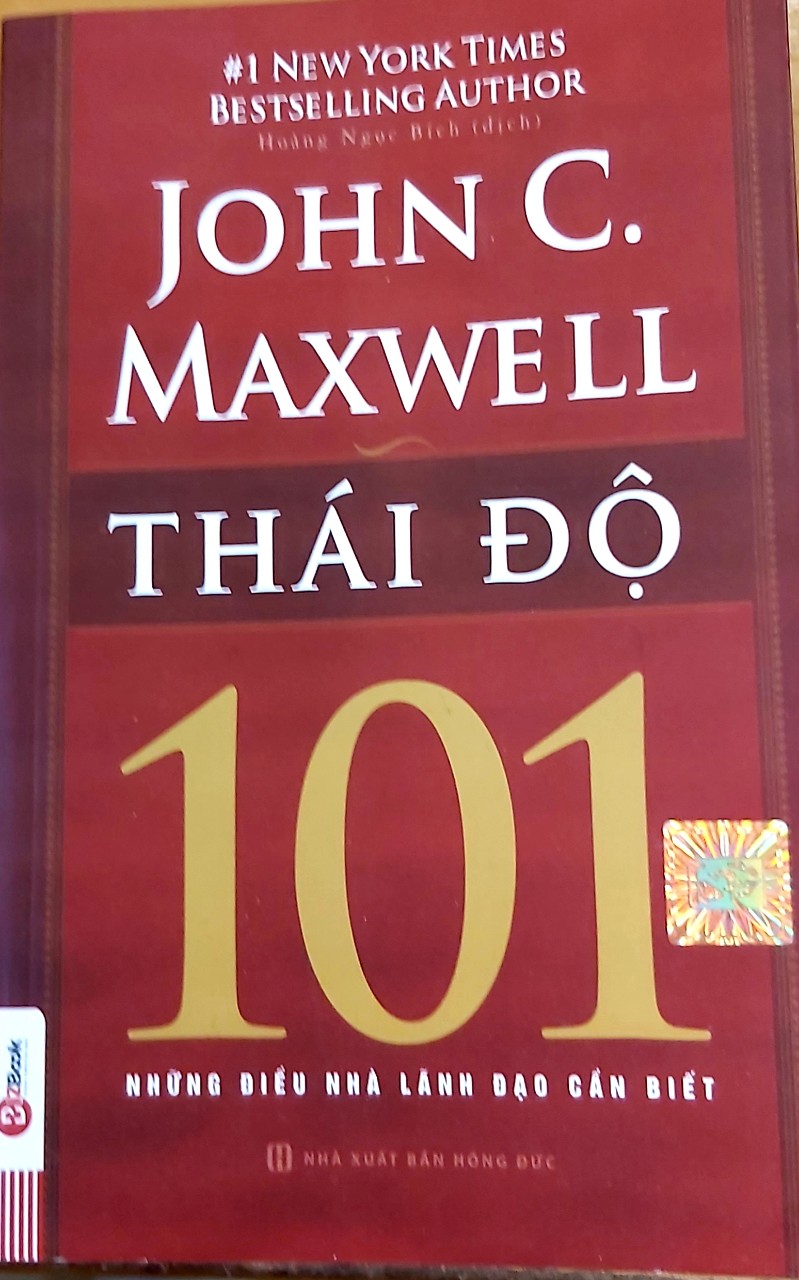 #1 NEW YORK TIMES
BESTSELLING AUTHOR
Hoàng Ngọc Bích (dịch)
JOHN C.
MAXWELL
THÁI ĐỘ
101
NHỮNG ĐIỀU NHÀ LÃNH ĐẠO CẦN BIẾT
NHÀ XUẤT BẢN HỒNG ĐỨC
BizBook